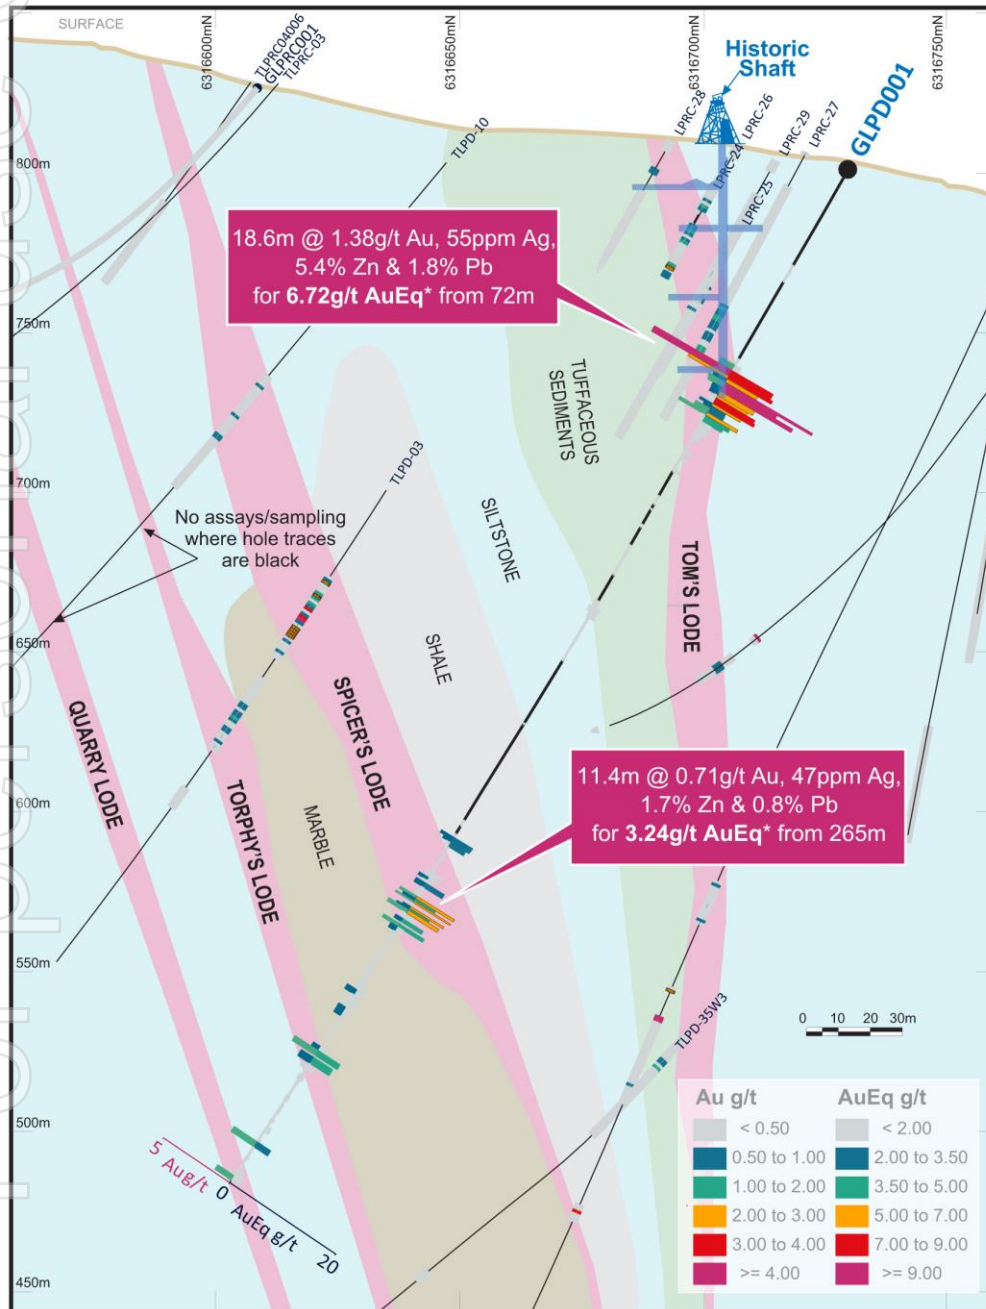 SURFACE
6316600mN
6316650mN
6316700mN
6316750mN
TLPRC04006
GLPRC001
TLPRC-03
TLPD-10
LPRC-28
Historic
Shaft
LPRC-26
LPRC-24
LPRC-25
LPRC-29
LPRC-27
GLPD001
800m
750m
700m
650m
600m
550m
500m
450m
18.6m @ 1.38g/t Au, 55ppm Ag,
5.4% Zn & 1.8% Pb
for 6.72g/t AuEq* from 72m
TUFFACEOUS
SEDIMENTS
TLPD-03
No assays/sampling
where hole traces
are black
SILTSTONE
TOM'S LODE
SHALE
SPICER'S LODE
QUARRY LODE
TORPHY'S LODE
MARBLE
11.4m @ 0.71g/t Au, 47ppm Ag,
1.7% Zn & 0.8% Pb
for 3.24g/t AuEq* from 265m
TLPD-35W3
0 10 20 30m
5 Aug/t 0 AuEq g/t 20
Au g/t AuEq g/t
< 0.50 < 2.00
0.50 to 1.00 2.00 to 3.50
1.00 to 2.00 3.50 to 5.00
2.00 to 3.00 5.00 to 7.00
3.00 to 4.00 7.00 to 9.00
>= 4.00 >= 9.00